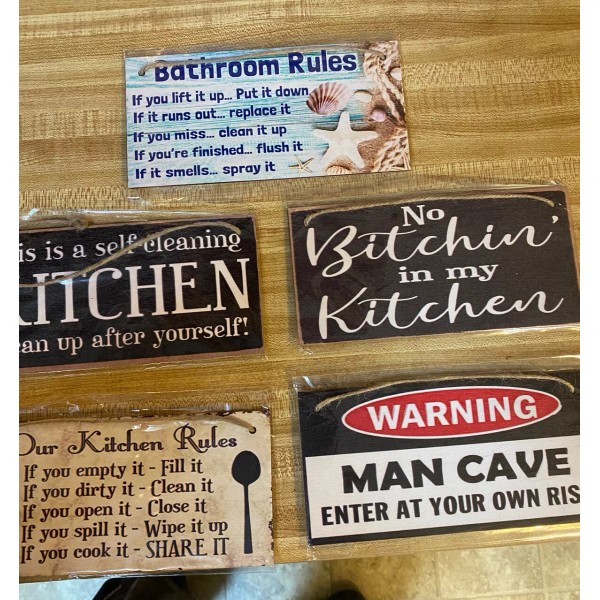 Bathroom Rules
If you lift it up... Put it down
If it runs out... replace it
If you miss... clean it up
If you're finished... flush it
If it smells... spray it
is is a self-cleaning
KITCHEN
ean up after yourself!
No
Bitchin'
in my
Kitchen
Our Kitchen Rules
If you empty it - Fill it
If you dirty it - Clean it
If you open it - Close it
If you spill it - Wipe it up
If you cook it - SHARE IT
WARNING
MAN CAVE
ENTER AT YOUR OWN RIS